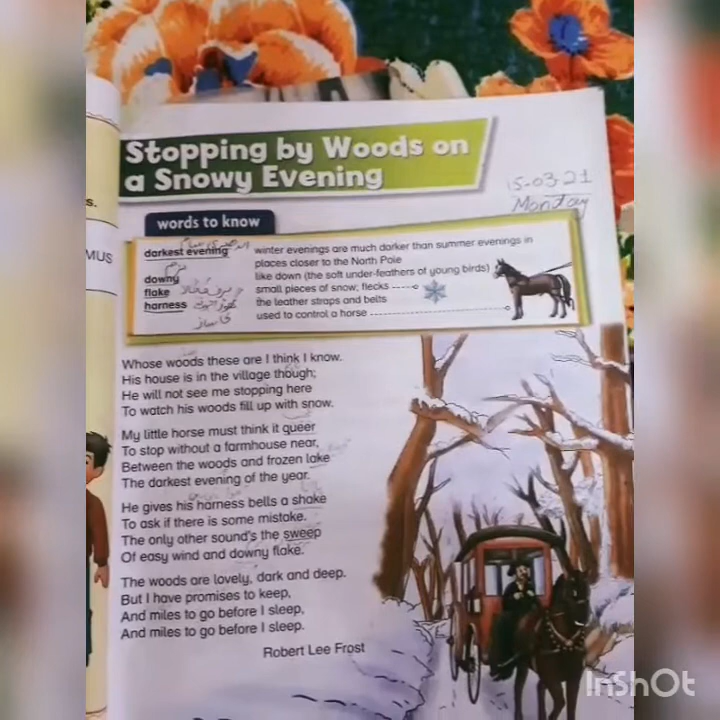 Stopping by Woods on
a Snowy Evening
15-03-21
Monday
words to know
darkest evening winter evenings are much darker than summer evenings in
places closer to the North Pole
downy like down (the soft under-feathers of young birds)
flake small pieces of snow; flecks
harness the leather straps and belts
used to control a horse
s.
MUS
Whose woods these are I think I know.
His house is in the village though;
He will not see me stopping here
To watch his woods fill up with snow.
My little horse must think it queer
To stop without a farmhouse near,
Between the woods and frozen lake
The darkest evening of the year.
He gives his harness bells a shake
To ask if there is some mistake.
The only other sound's the sweep
Of easy wind and downy flake.
The woods are lovely, dark and deep.
But I have promises to keep,
And miles to go before I sleep,
And miles to go before I sleep.
Robert Lee Frost
InShOt